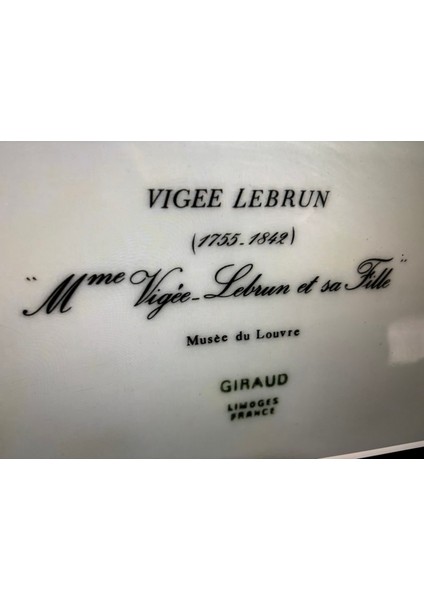 VIGEE LEBRUN
(1755-1842)
"Mme Vigée-Lebrun et sa Fille"
Musée du Louvre
GIRAUD
LIMOGES
FRANCE